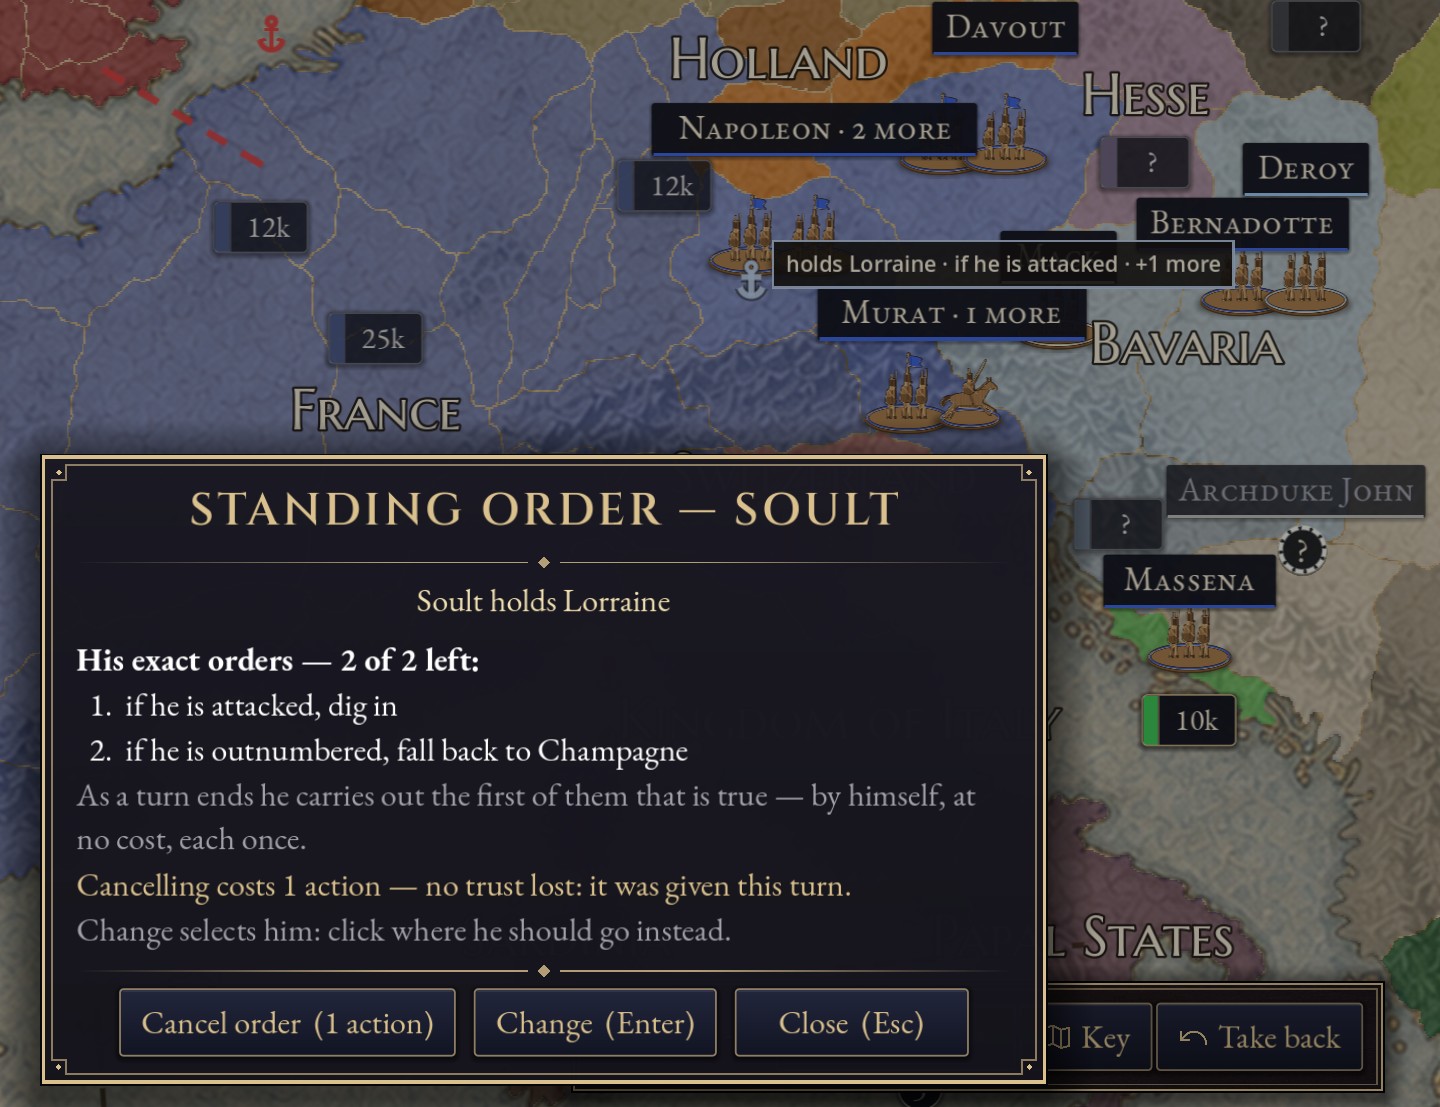 Davout
Holland
Hesse
?
Napoleon · 2 more
12k
?
Deroy
12k
Bernadotte
holds Lorraine · if he is attacked · +1 more
Murat · 1 more
25k
Bavaria
France
STANDING ORDER — SOULT
Archduke John
?
?
Massena
Soult holds Lorraine
His exact orders — 2 of 2 left:
1. if he is attacked, dig in
2. if he is outnumbered, fall back to Champagne
10k
As a turn ends he carries out the first of them that is true — by himself, at
no cost, each once.
Cancelling costs 1 action — no trust lost: it was given this turn.
Change selects him: click where he should go instead.
Papal States
Cancel order (1 action)
Change (Enter)
Close (Esc)
Key
Take back